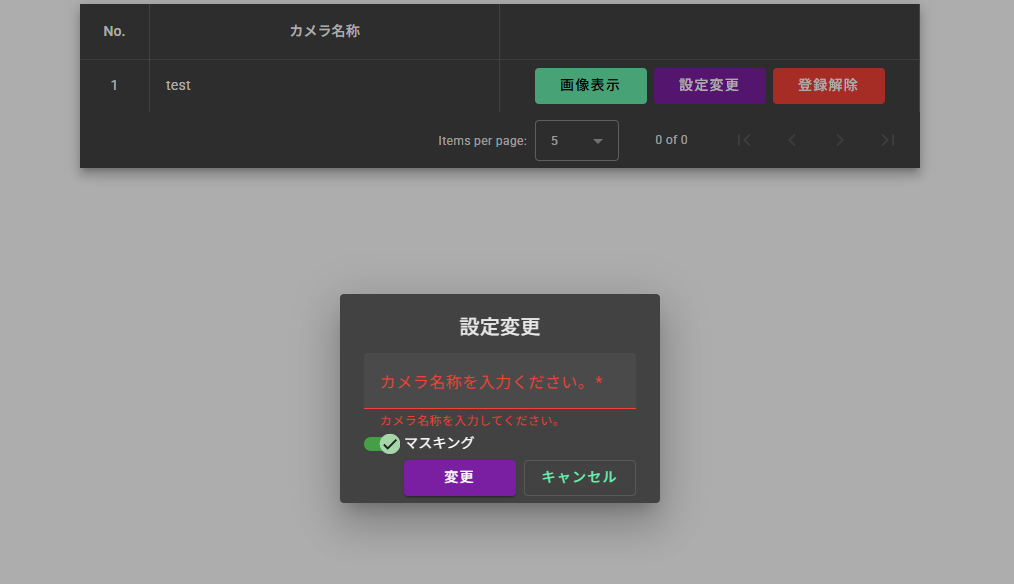 No. カメラ名称
1 test 画像表示 設定変更 登録解除
Items per page: 5 0 of 0
設定変更
カメラ名称を入力ください。*
カメラ名称を入力してください。
マスキング
変更 キャンセル